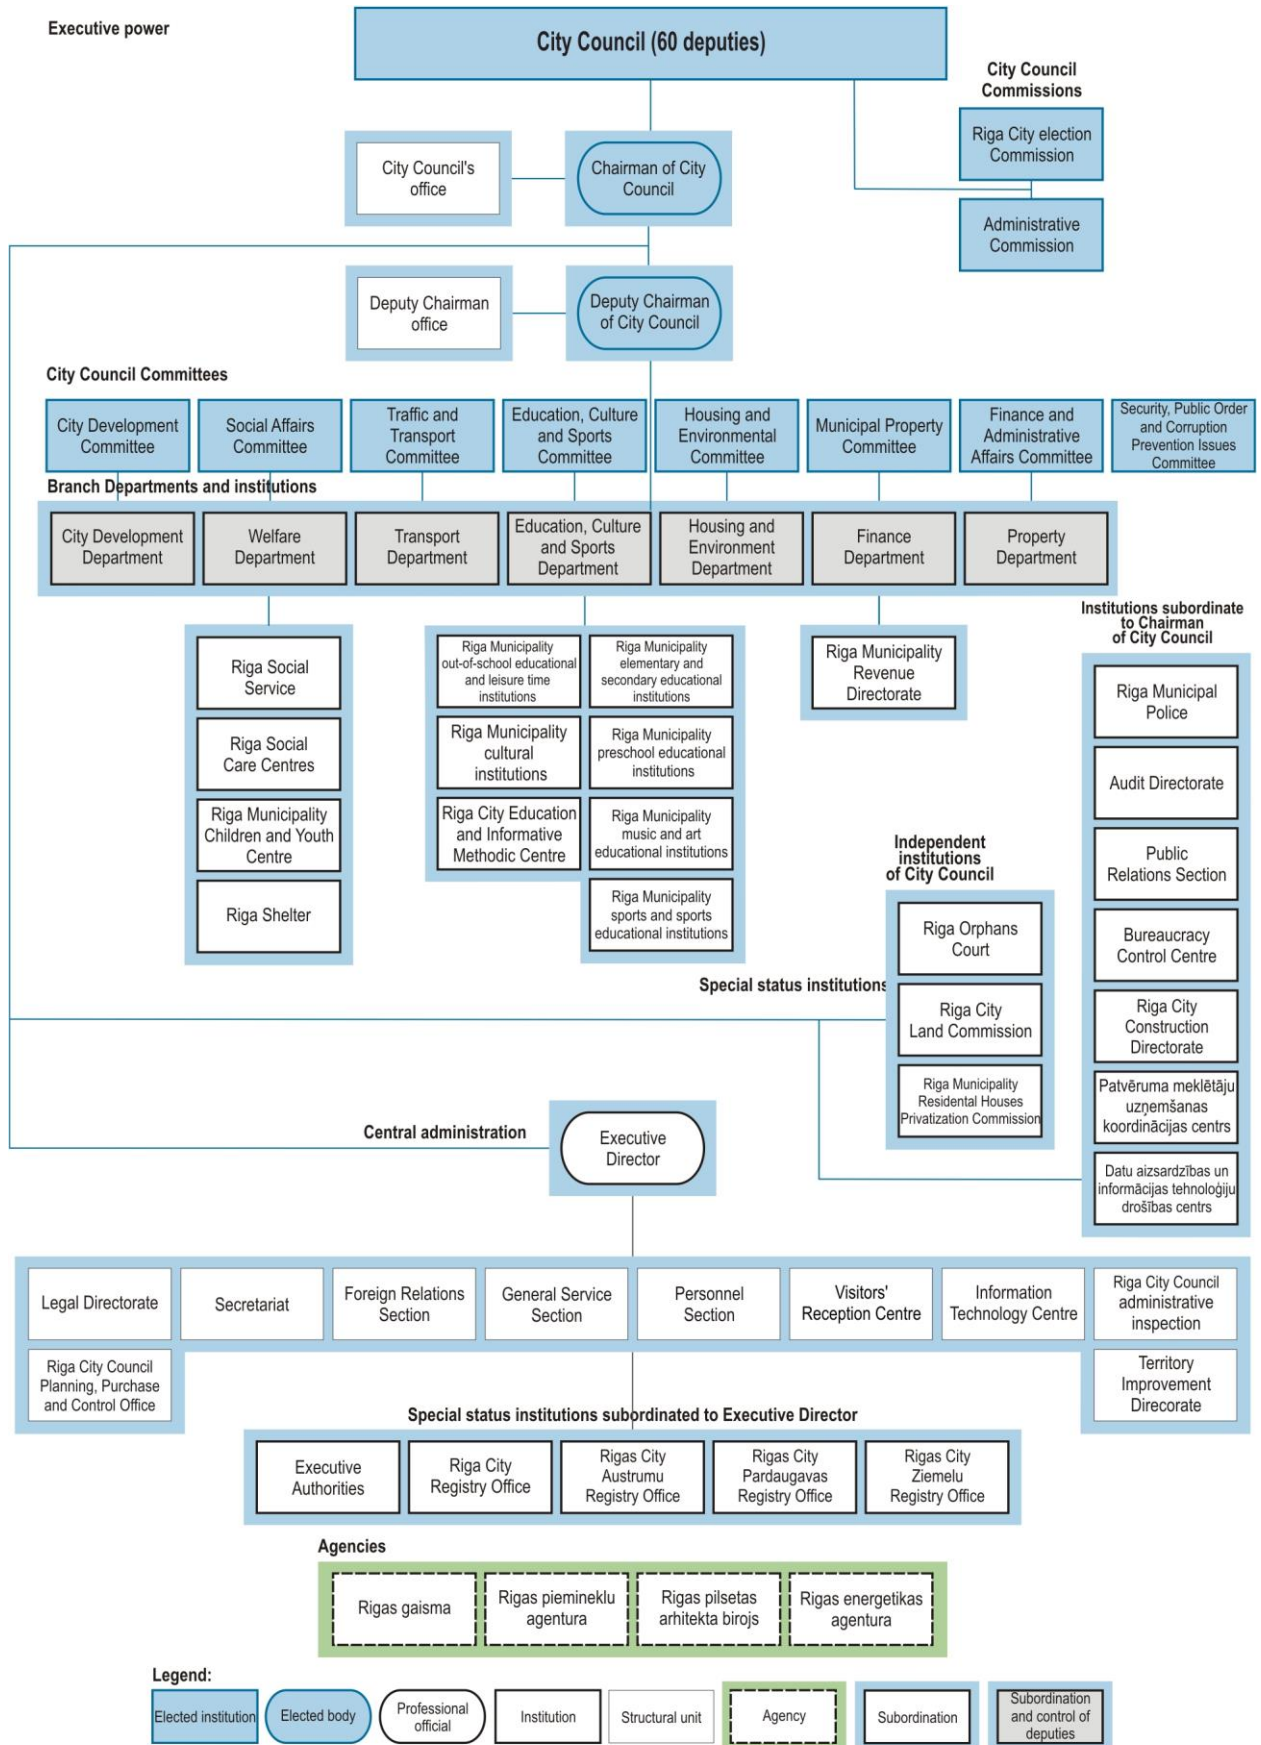 Executive power
City Council (60 deputies)
City Council
Commissions
Riga City election
Commission
Administrative
Commission
City Council's
office
Chairman of City
Council
Deputy Chairman
office
Deputy Chairman
of City Council
City Council Committees
City Development
Committee
Social Affairs
Committee
Traffic and
Transport
Committee
Education, Culture
and Sports
Committee
Housing and
Environmental
Committee
Municipal Property
Committee
Finance and
Administrative
Affairs Committee
Security, Public Order
and Corruption
Prevention Issues
Committee
Branch Departments and institutions
City Development
Department
Welfare
Department
Transport
Department
Education, Culture
and Sports
Department
Housing and
Environment
Department
Finance
Department
Property
Department
Riga Social
Service
Riga Social
Care Centres
Riga Municipality
Children and Youth
Centre
Riga Shelter
Riga Municipality
out-of-school educational
and leisure time
institutions
Riga Municipality
elementary and
secondary educational
institutions
Riga Municipality
cultural
institutions
Riga Municipality
preschool educational
institutions
Riga City Education
and Informative
Methodic Centre
Riga Municipality
music and art
educational institutions
Riga Municipality
sports and sports
educational institutions
Riga Municipality
Revenue
Directorate
Institutions subordinate
to Chairman
of City Council
Riga Municipal
Police
Audit Directorate
Public
Relations Section
Bureaucracy
Control Centre
Riga City
Construction
Directorate
Patvēruma meklētāju
uzņemšanas
koordinācijas centrs
Datu aizsardzības un
informācijas tehnoloģiju
drošības centrs
Independent
institutions
of City Council
Riga Orphans
Court
Special status institutions
Riga City
Land Commission
Riga Municipality
Residental Houses
Privatization Commission
Central administration
Executive
Director
Legal Directorate
Secretariat
Foreign Relations
Section
General Service
Section
Personnel
Section
Visitors'
Reception Centre
Information
Technology Centre
Riga City Council
administrative
inspection
Riga City Council
Planning, Purchase
and Control Office
Territory
Improvement
Direcorate
Special status institutions subordinated to Executive Director
Executive
Authorities
Riga City
Registry Office
Rigas City
Austrumu
Registry Office
Rigas City
Pardaugavas
Registry Office
Rigas City
Ziemelu
Registry Office
Agencies
Rigas gaisma
Rigas piemineklu
agentura
Rigas pilsetas
arhitekta birojs
Rigas energetikas
agentura
Legend:
Elected institution
Elected body
Professional
official
Institution
Structural unit
Agency
Subordination
Subordination
and control of
deputies